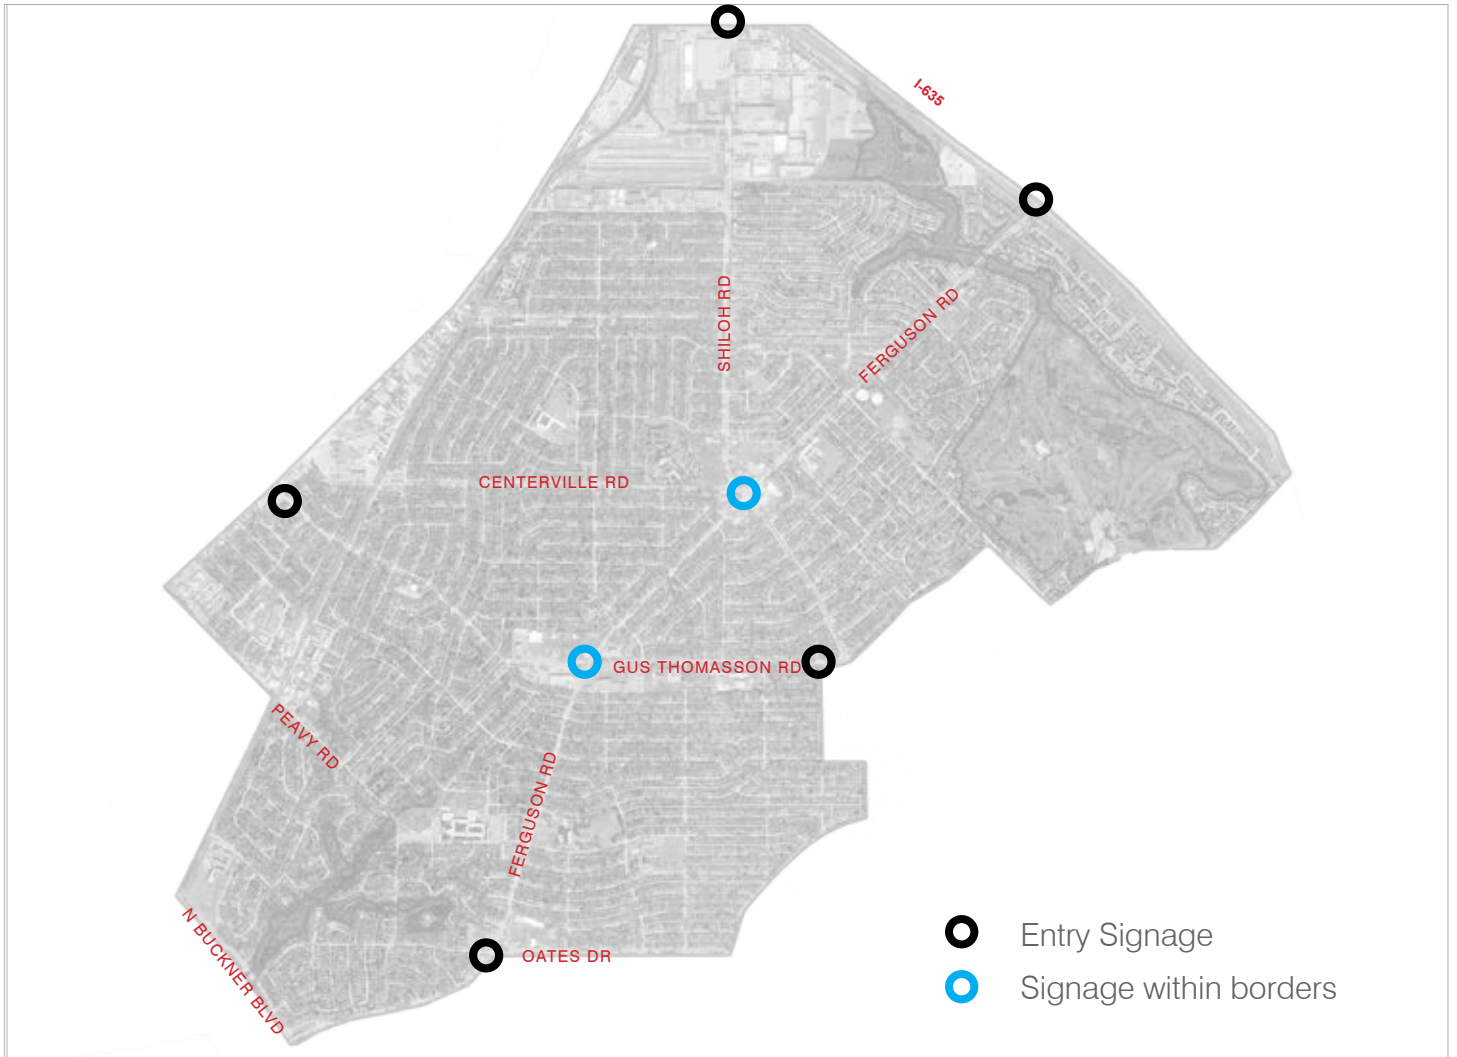 I-635
SHILOH RD
FERGUSON RD
CENTERVILLE RD
GUS THOMASSON RD
PEAVY RD
FERGUSON RD
N BUCKNER BLVD
OATES DR
Entry Signage
Signage within borders